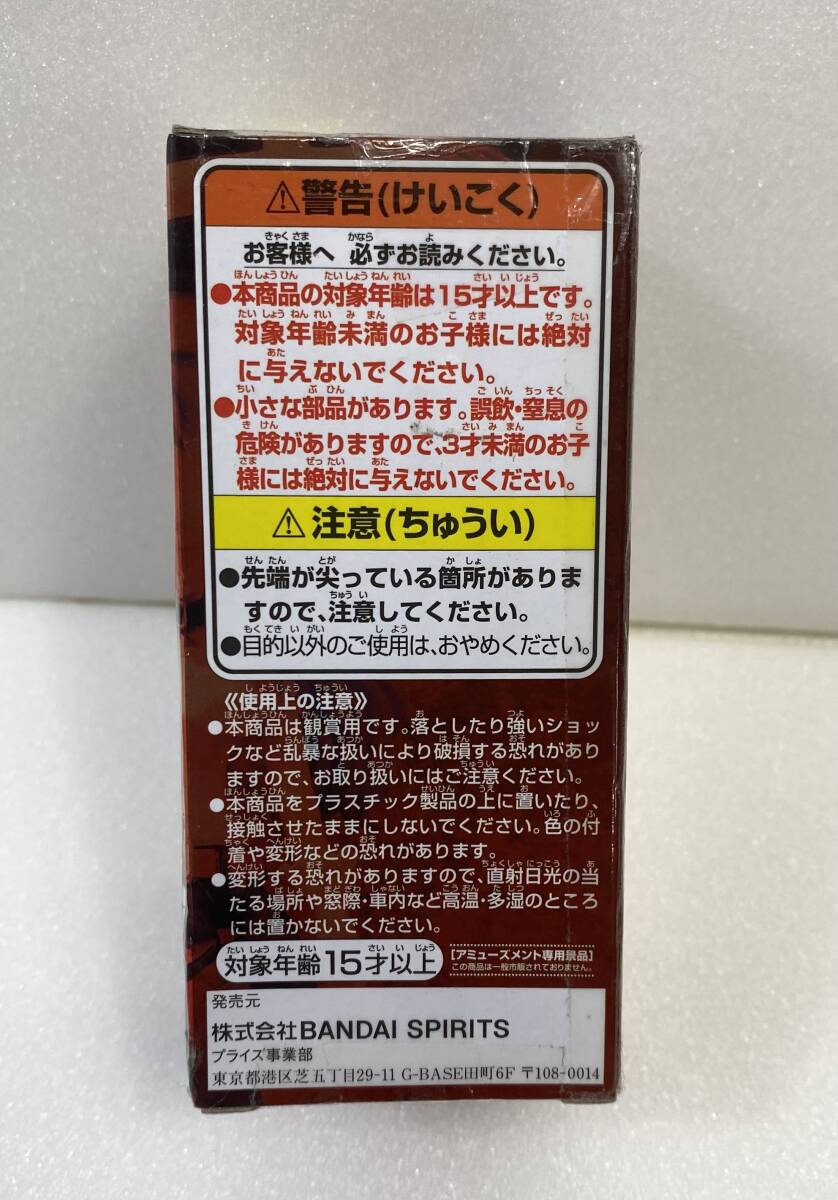 ⚠警告(けいこく)
お客様へ 必ずお読みください。
●本商品の対象年齢は15才以上です。
対象年齢未満のお子様には絶対
に与えないでください。
●小さな部品があります。誤飲・窒息の
危険がありますので、3才未満のお子
様には絶対に与えないでください。
⚠注意(ちゅうい)
●先端が尖っている箇所がありま
すので、注意してください。
●目的以外のご使用は、おやめください。
《使用上の注意》
●本商品は観賞用です。落としたり強いショッ
クなど乱暴な扱いにより破損する恐れがあり
ますので、お取り扱いにはご注意ください。
●本商品をプラスチック製品の上に置いたり、
接触させたままにしないでください。色の付
着や変形などの恐れがあります。
●変形する恐れがありますので、直射日光の当
たる場所や窓際・車内など高温・多湿のところ
には置かないでください。
対象年齢15才以上
[アミューズメント専用景品]
この商品は一般市販されておりません。
発売元
株式会社BANDAI SPIRITS
プライズ事業部
東京都港区芝五丁目29-11 G-BASE田町6F 〒108-0014